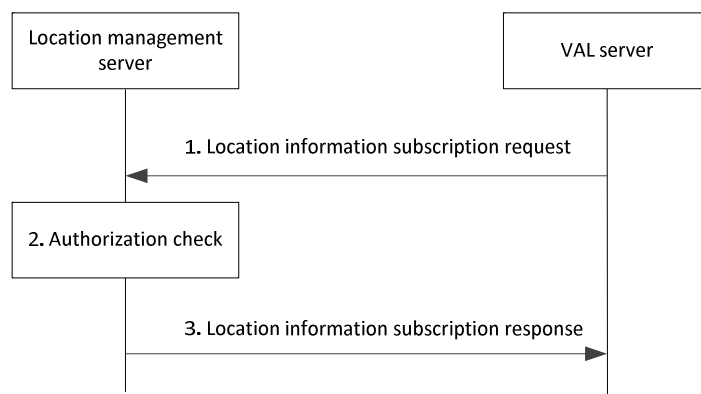 Location management
server
VAL server
1. Location information subscription request
2. Authorization check
3. Location information subscription response